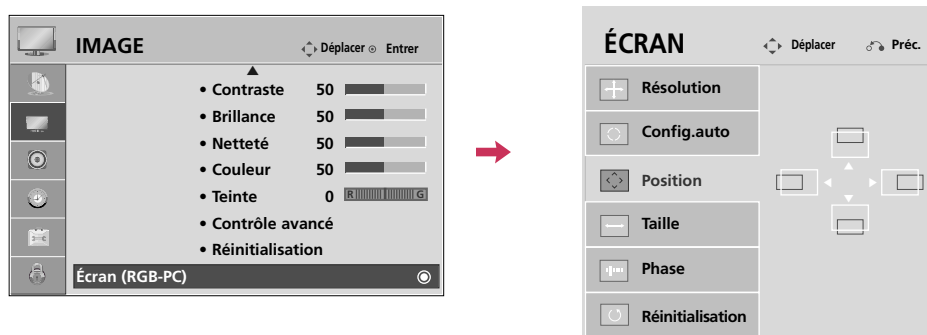 IMAGE
Déplacer Entrer
• Contraste 50
• Brillance 50
• Netteté 50
• Couleur 50
• Teinte 0 R G
• Contrôle avancé
• Réinitialisation
Écran (RGB-PC)
ÉCRAN
Déplacer Préc.
Résolution
Config.auto
Position
Taille
Phase
Réinitialisation